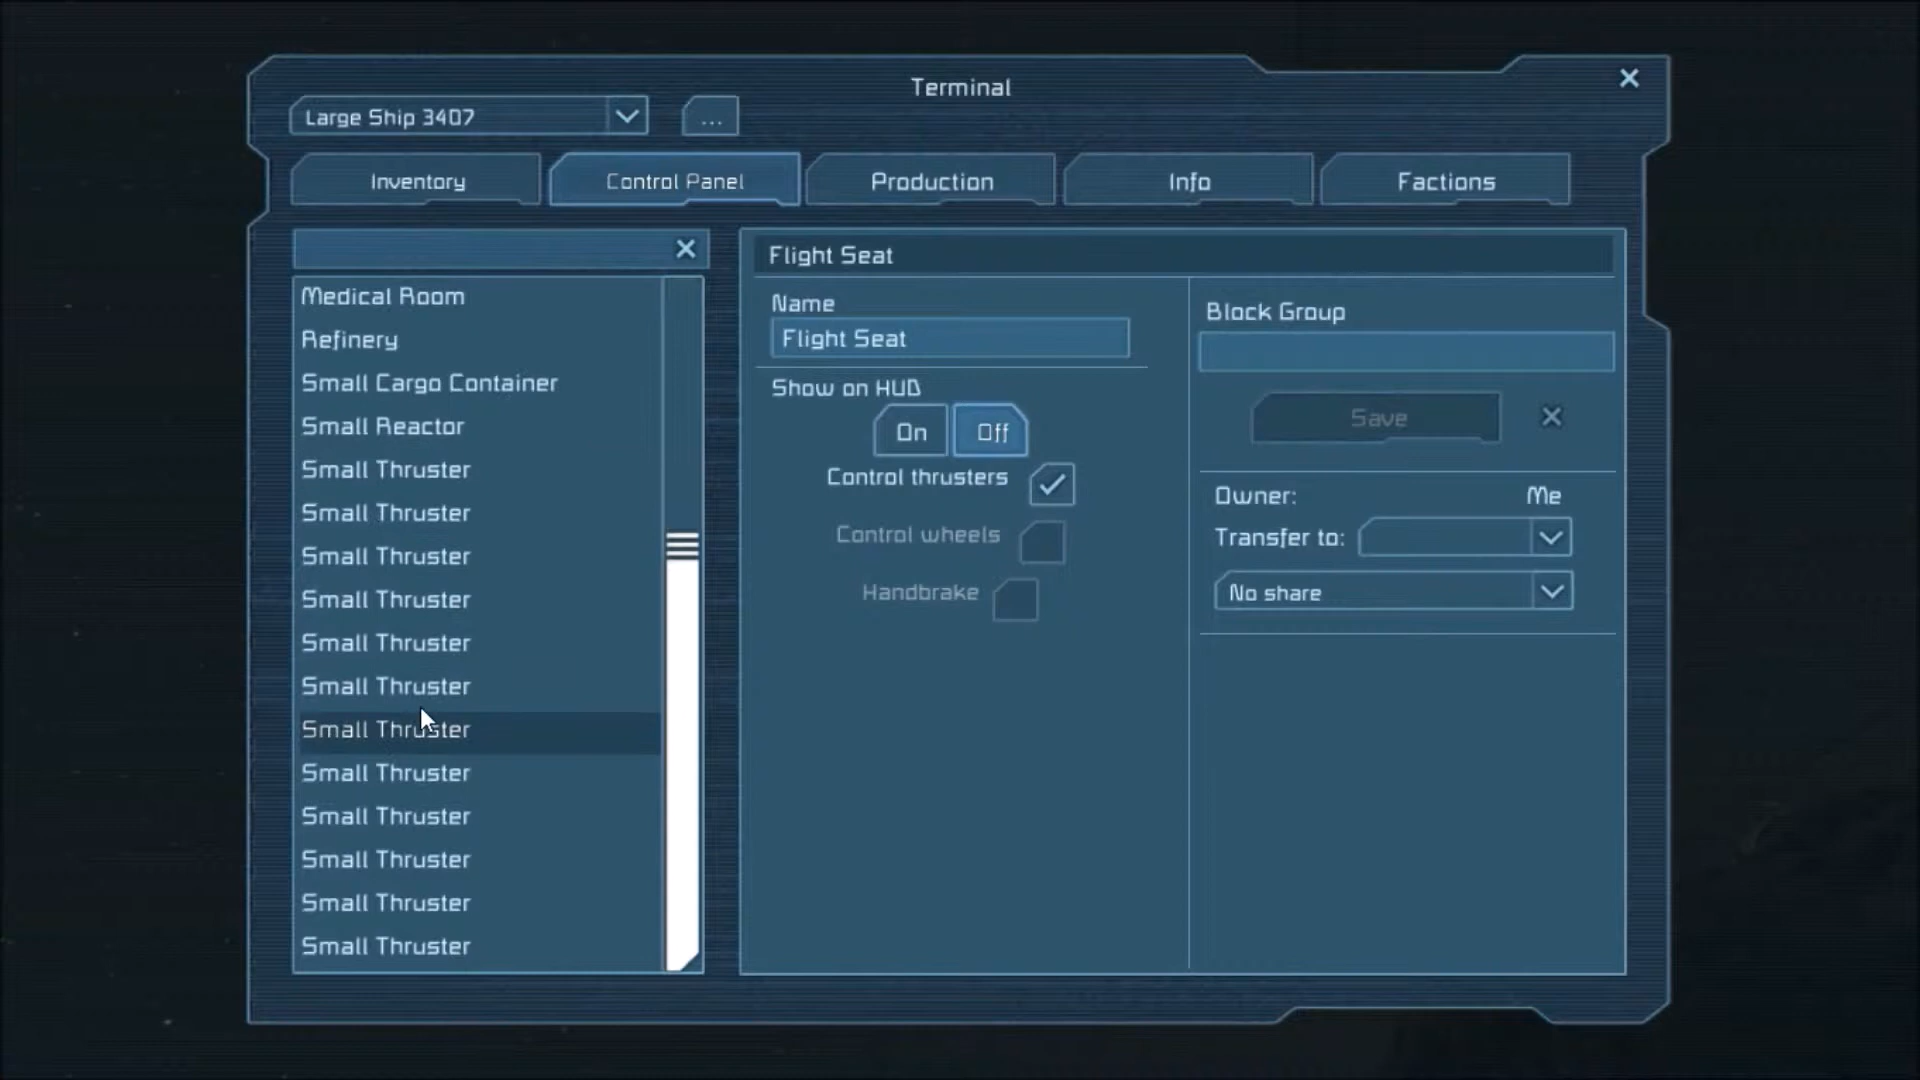 Terminal
Large Ship 3407
...
Inventory
Control Panel
Production
Info
Factions
Medical Room
Refinery
Small Cargo Container
Small Reactor
Small Thruster
Small Thruster
Small Thruster
Small Thruster
Small Thruster
Small Thruster
Small Thruster
Small Thruster
Small Thruster
Small Thruster
Small Thruster
Small Thruster
Flight Seat
Name
Flight Seat
Show on HUD
On
Off
Control thrusters
Control wheels
Handbrake
Block Group
Save
Owner: Me
Transfer to:
No share